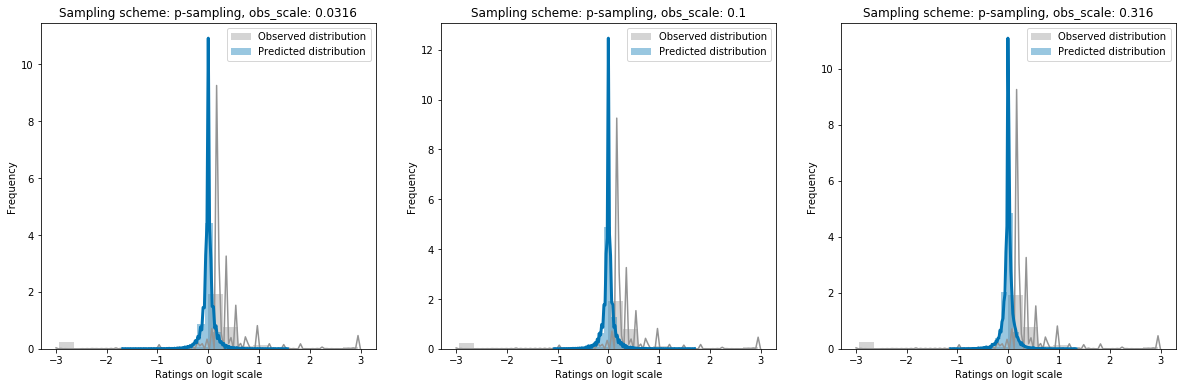 Sampling scheme: p-sampling, obs_scale: 0.0316
Observed distribution
Predicted distribution
Frequency
10
8
6
4
2
0
−3
−2
−1
0
1
2
3
Ratings on logit scale
Sampling scheme: p-sampling, obs_scale: 0.1
Observed distribution
Predicted distribution
Frequency
12
10
8
6
4
2
0
−3
−2
−1
0
1
2
3
Ratings on logit scale
Sampling scheme: p-sampling, obs_scale: 0.316
Observed distribution
Predicted distribution
Frequency
10
8
6
4
2
0
−3
−2
−1
0
1
2
3
Ratings on logit scale